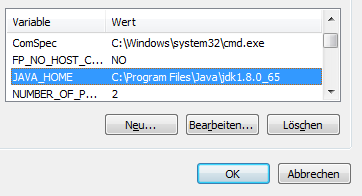 Variable Wert
ComSpec C:\Windows\system32\cmd.exe
FP_NO_HOST_C... NO
JAVA_HOME C:\Program Files\Java\jdk1.8.0_65
NUMBER_OF_P... 2
Neu... Bearbeiten... Löschen
OK Abbrechen